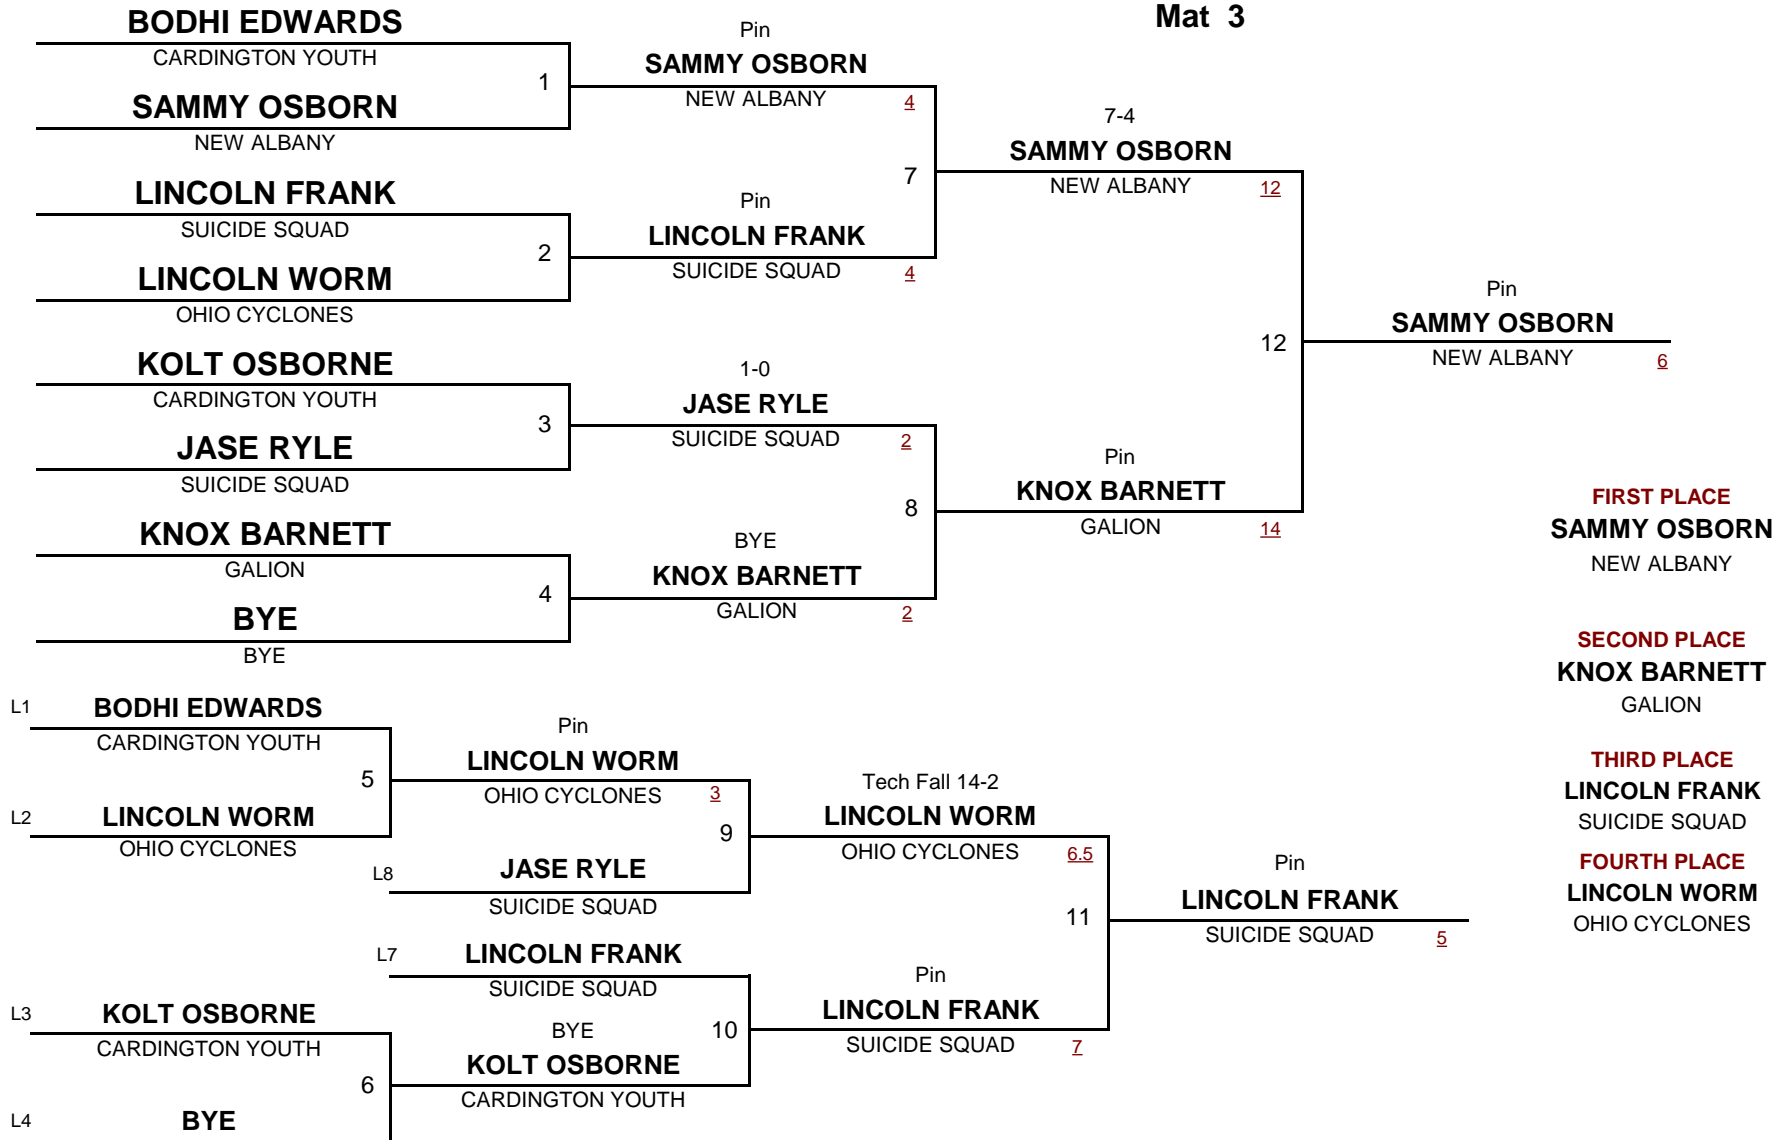 Mat 3
BODHI EDWARDS
CARDINGTON YOUTH
1
SAMMY OSBORN
NEW ALBANY
Pin
SAMMY OSBORN
NEW ALBANY 4
LINCOLN FRANK
SUICIDE SQUAD
2
LINCOLN WORM
OHIO CYCLONES
Pin
LINCOLN FRANK
SUICIDE SQUAD 4
7
7-4
SAMMY OSBORN
NEW ALBANY 12
KOLT OSBORNE
CARDINGTON YOUTH
3
JASE RYLE
SUICIDE SQUAD
1-0
JASE RYLE
SUICIDE SQUAD 2
KNOX BARNETT
GALION
4
BYE
BYE
BYE
KNOX BARNETT
GALION 2
8
Pin
KNOX BARNETT
GALION 14
12
Pin
SAMMY OSBORN
NEW ALBANY 6
FIRST PLACE
SAMMY OSBORN
NEW ALBANY
SECOND PLACE
KNOX BARNETT
GALION
THIRD PLACE
LINCOLN FRANK
SUICIDE SQUAD
FOURTH PLACE
LINCOLN WORM
OHIO CYCLONES
L1 BODHI EDWARDS
CARDINGTON YOUTH
5
L2 LINCOLN WORM
OHIO CYCLONES
Pin
LINCOLN WORM
OHIO CYCLONES 3
9
L8 JASE RYLE
SUICIDE SQUAD
Tech Fall 14-2
LINCOLN WORM
OHIO CYCLONES 6.5
L7 LINCOLN FRANK
SUICIDE SQUAD
10
L3 KOLT OSBORNE
CARDINGTON YOUTH
6
L4 BYE
BYE
KOLT OSBORNE
CARDINGTON YOUTH
Pin
LINCOLN FRANK
SUICIDE SQUAD 7
11
Pin
LINCOLN FRANK
SUICIDE SQUAD 5